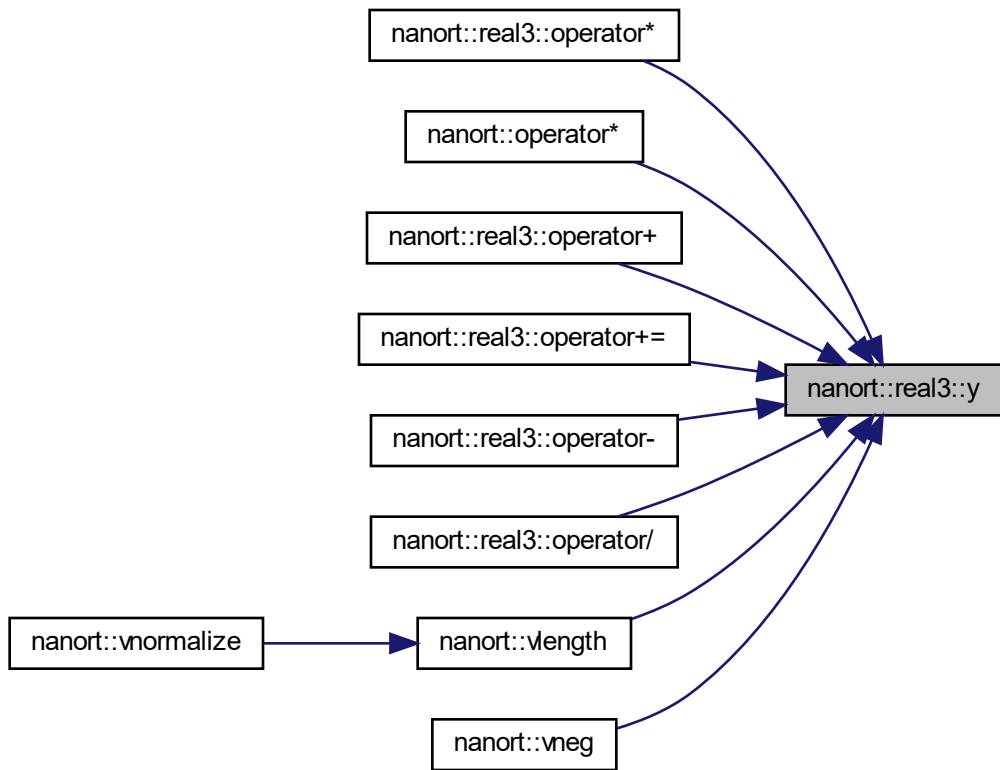 nanort::real3::operator*
nanort::operator*
nanort::real3::operator+
nanort::real3::operator+=
nanort::real3::y
nanort::real3::operator-
nanort::real3::operator/
nanort::vnormalize
nanort::vlength
nanort::vneg